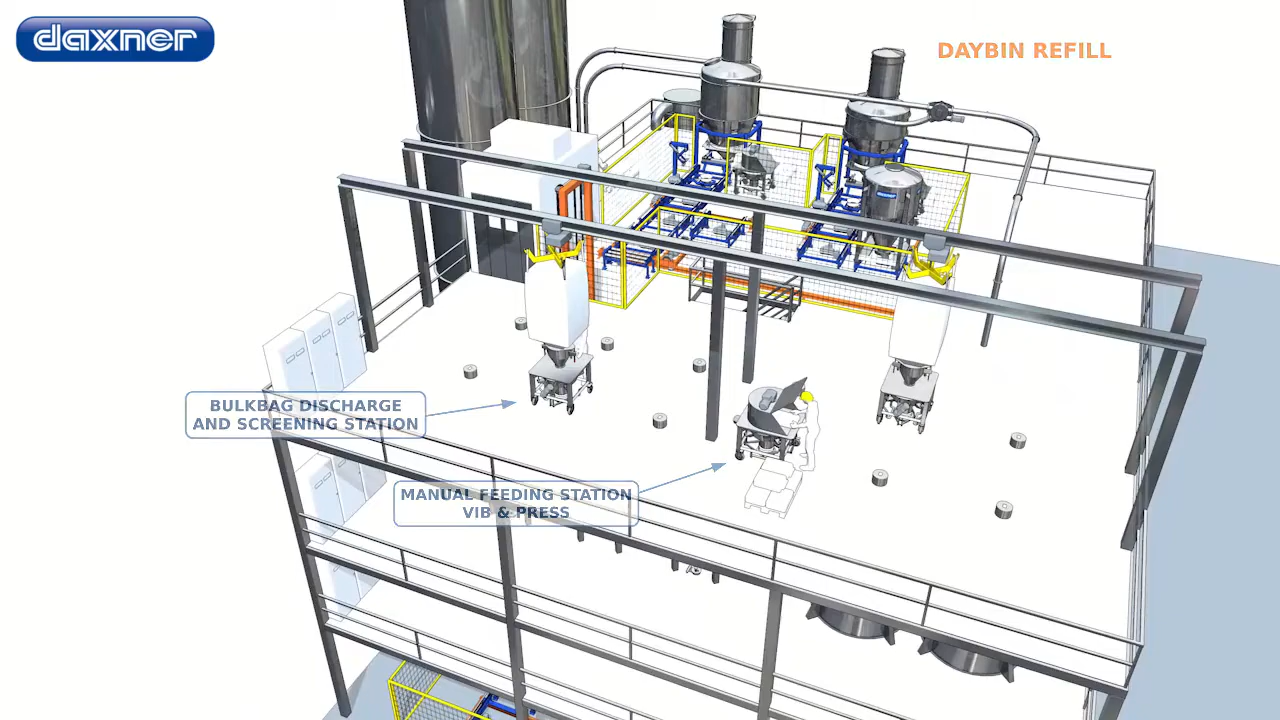 daxner
DAYBIN REFILL
BULKBAG DISCHARGE
AND SCREENING STATION
MANUAL FEEDING STATION
VIB & PRESS